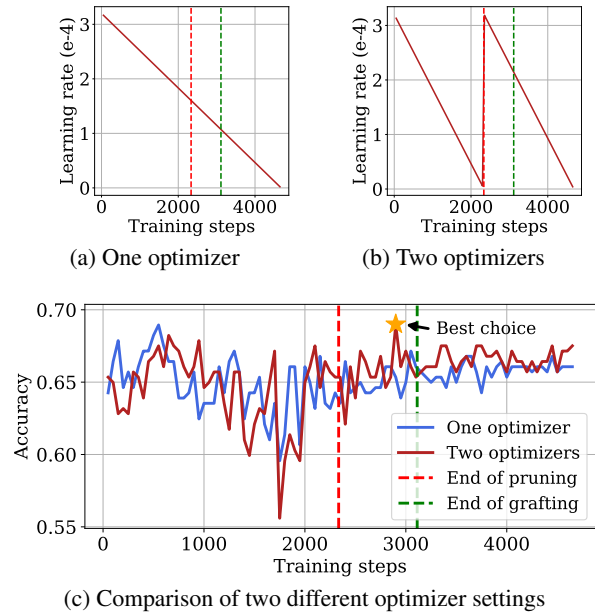 Learning rate (e-4)
3
2
1
0
0 2000 4000
Training steps
(a) One optimizer
Learning rate (e-4)
3
2
1
0
0 2000 4000
Training steps
(b) Two optimizers
Accuracy
0.70
0.65
0.60
0.55
Best choice
One optimizer
Two optimizers
End of pruning
End of grafting
0 1000 2000 3000 4000
Training steps
(c) Comparison of two different optimizer settings